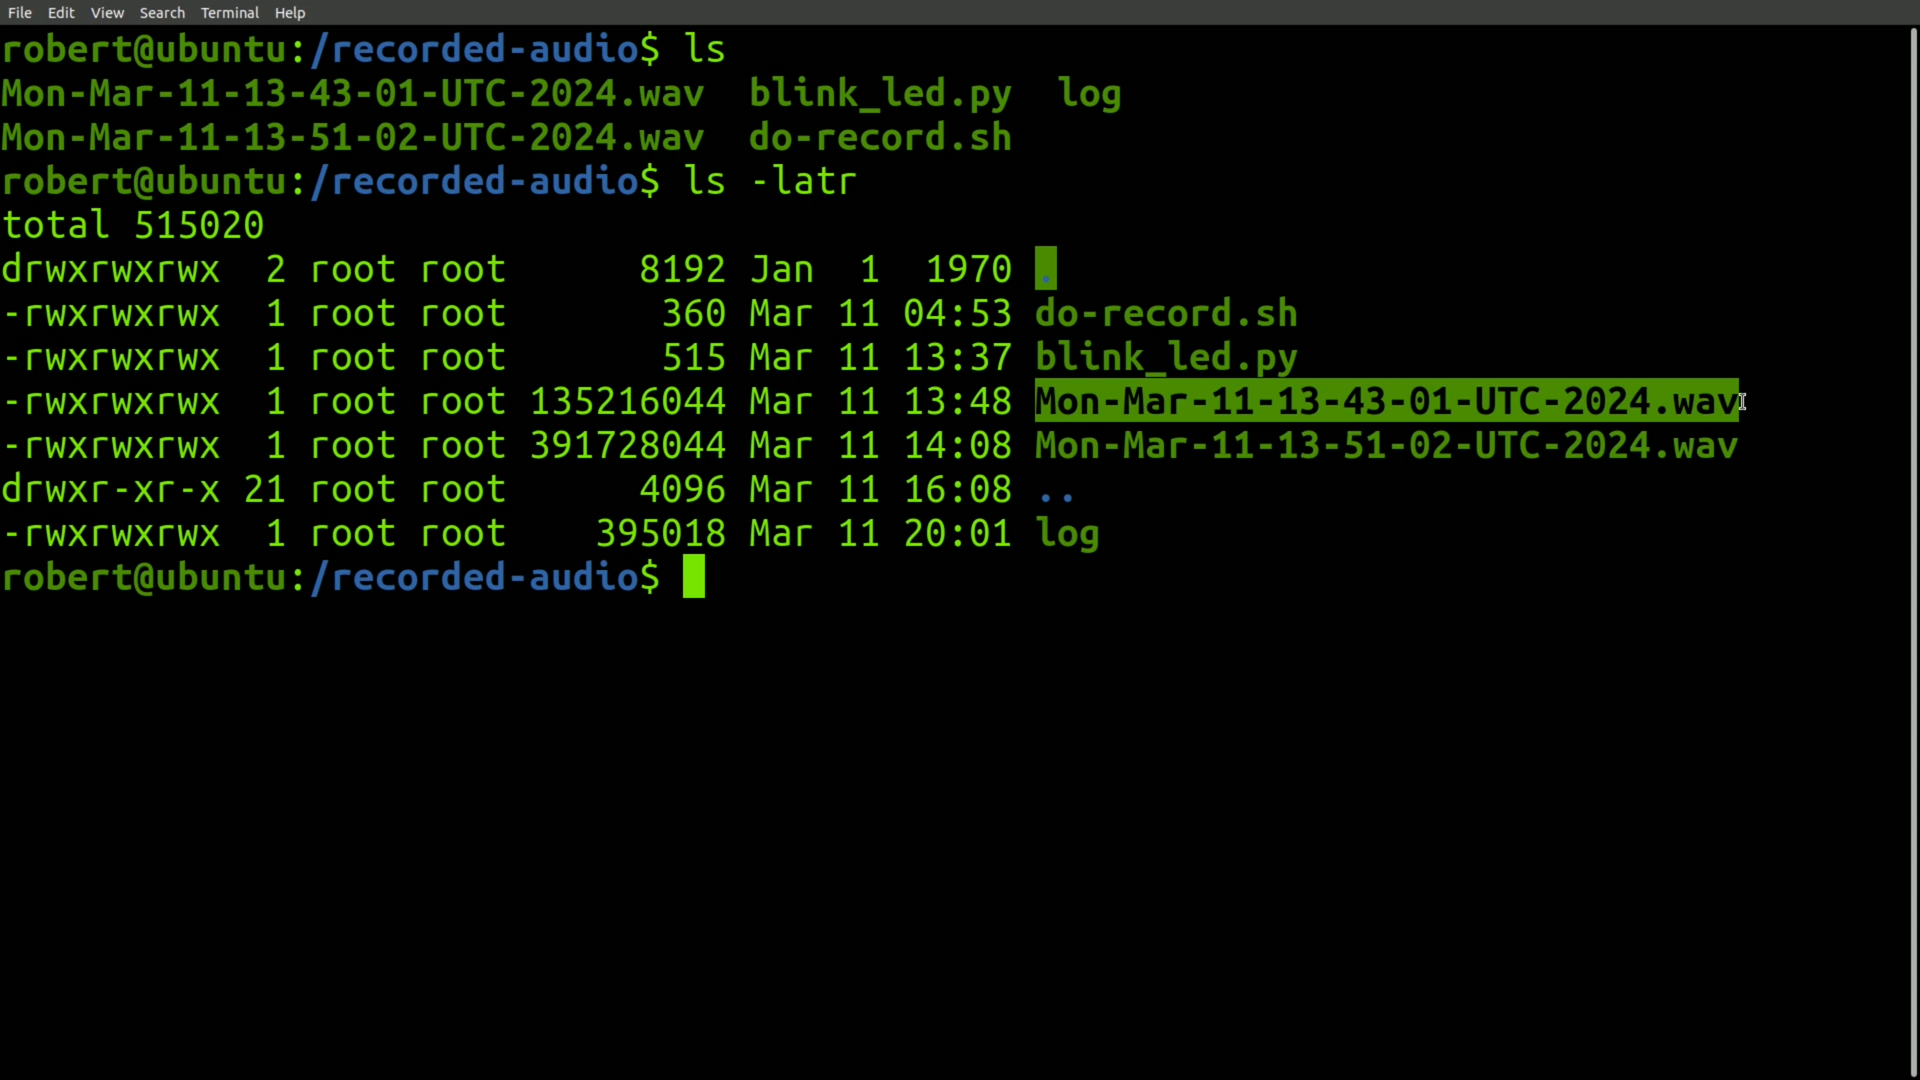 File Edit View Search Terminal Help
robert@ubuntu:/recorded-audio$ ls
Mon-Mar-11-13-43-01-UTC-2024.wav  blink_led.py  log
Mon-Mar-11-13-51-02-UTC-2024.wav  do-record.sh
robert@ubuntu:/recorded-audio$ ls -latr
total 515020
drwxrwxrwx  2 root root      8192 Jan  1  1970 .
-rwxrwxrwx  1 root root       360 Mar 11 04:53 do-record.sh
-rwxrwxrwx  1 root root       515 Mar 11 13:37 blink_led.py
-rwxrwxrwx  1 root root 135216044 Mar 11 13:48 Mon-Mar-11-13-43-01-UTC-2024.wav
-rwxrwxrwx  1 root root 391728044 Mar 11 14:08 Mon-Mar-11-13-51-02-UTC-2024.wav
drwxr-xr-x 21 root root      4096 Mar 11 16:08 ..
-rwxrwxrwx  1 root root    395018 Mar 11 20:01 log
robert@ubuntu:/recorded-audio$